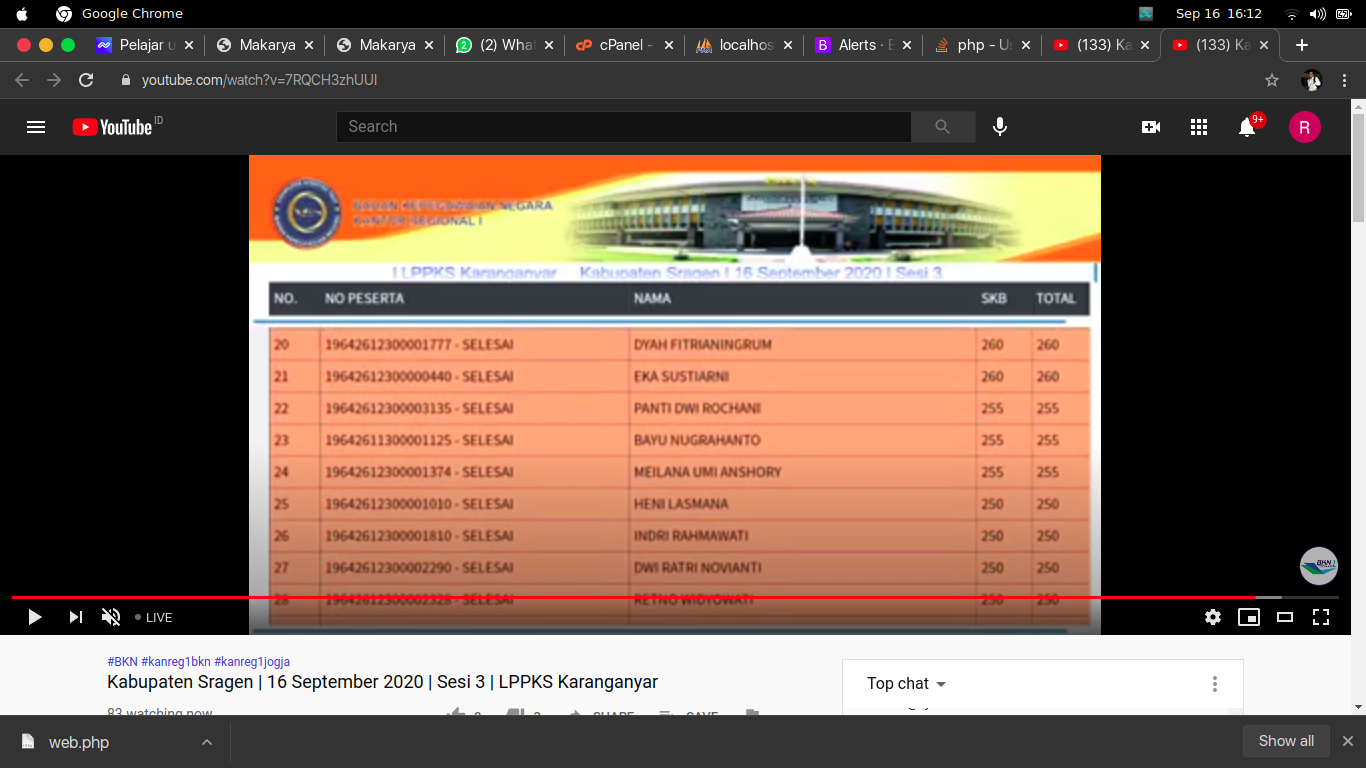 Google Chrome
Sep 16 16:12
Pelajar u
Makarya
Makarya
(2) What
cPanel -
localhos
Alerts · B
php - Us
(133) Ka
(133) Ka
youtube.com/watch?v=7RQCH3zhUUI
YouTube ID
Search
9+
R
BADAN KEPEGAWAIAN NEGARA
KANTOR REGIONAL I
| LPPKS Karanganyar Kabupaten Sragen | 16 September 2020 | Sesi 3
NO. NO PESERTA NAMA SKB TOTAL
20 19642612300001777 - SELESAI DYAH FITRIANINGRUM 260 260
21 19642612300000440 - SELESAI EKA SUSTIARNI 260 260
22 19642612300003135 - SELESAI PANTI DWI ROCHANI 255 255
23 19642611300001125 - SELESAI BAYU NUGRAHANTO 255 255
24 19642612300001374 - SELESAI MEILANA UMI ANSHORY 255 255
25 19642612300001010 - SELESAI HENI LASMANA 250 250
26 19642612300001810 - SELESAI INDRI RAHMAWATI 250 250
27 19642612300002290 - SELESAI DWI RATRI NOVIANTI 250 250
28 19642612300002328 - SELESAI RETNO WIDYOWATI 250 250
BKN
LIVE
#BKN #kanreg1bkn #kanreg1jogja
Kabupaten Sragen | 16 September 2020 | Sesi 3 | LPPKS Karanganyar
83 watching now
SHARE
SAVE
Top chat
web.php
Show all